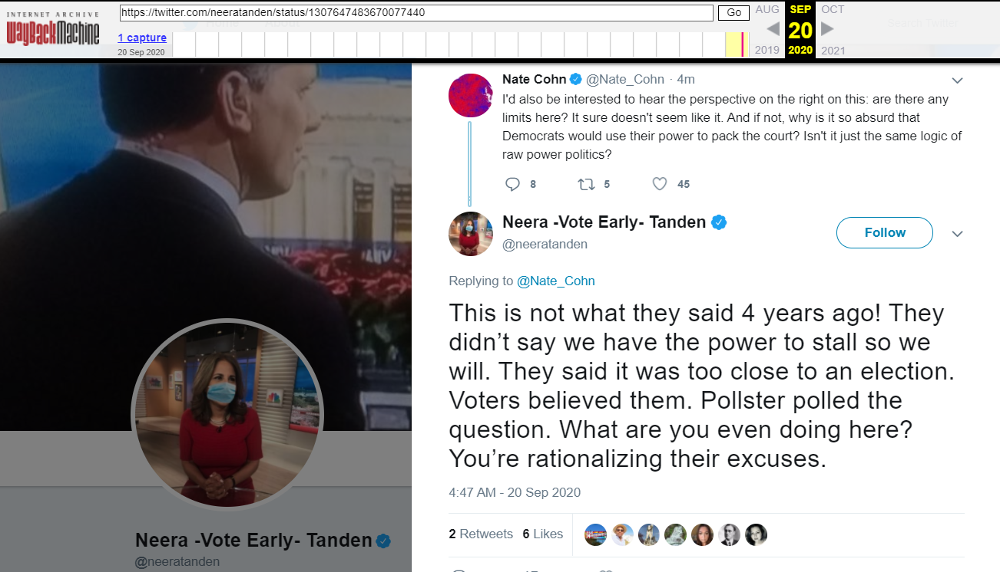 INTERNET ARCHIVE
WayBackMachine
https://twitter.com/neeratanden/status/1307647483670077440
Go
AUG SEP OCT
1 capture
20
20 Sep 2020
2019 2020 2021
Nate Cohn @Nate_Cohn · 4m
I'd also be interested to hear the perspective on the right on this: are there any
limits here? It sure doesn't seem like it. And if not, why is it so absurd that
Democrats would use their power to pack the court? Isn't it just the same logic of
raw power politics?
8 5 45
Neera -Vote Early- Tanden
@neeratanden
Follow
Replying to @Nate_Cohn
This is not what they said 4 years ago! They
didn’t say we have the power to stall so we
will. They said it was too close to an election.
Voters believed them. Pollster polled the
question. What are you even doing here?
You’re rationalizing their excuses.
4:47 AM - 20 Sep 2020
2 Retweets 6 Likes
Neera -Vote Early- Tanden
@neeratanden